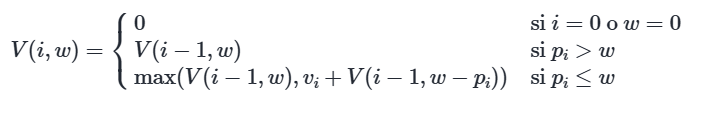 V(i, w) = { 0 si i = 0 o w = 0
V(i − 1, w) si pᵢ > w
max(V(i − 1, w), vᵢ + V(i − 1, w − pᵢ)) si pᵢ ≤ w